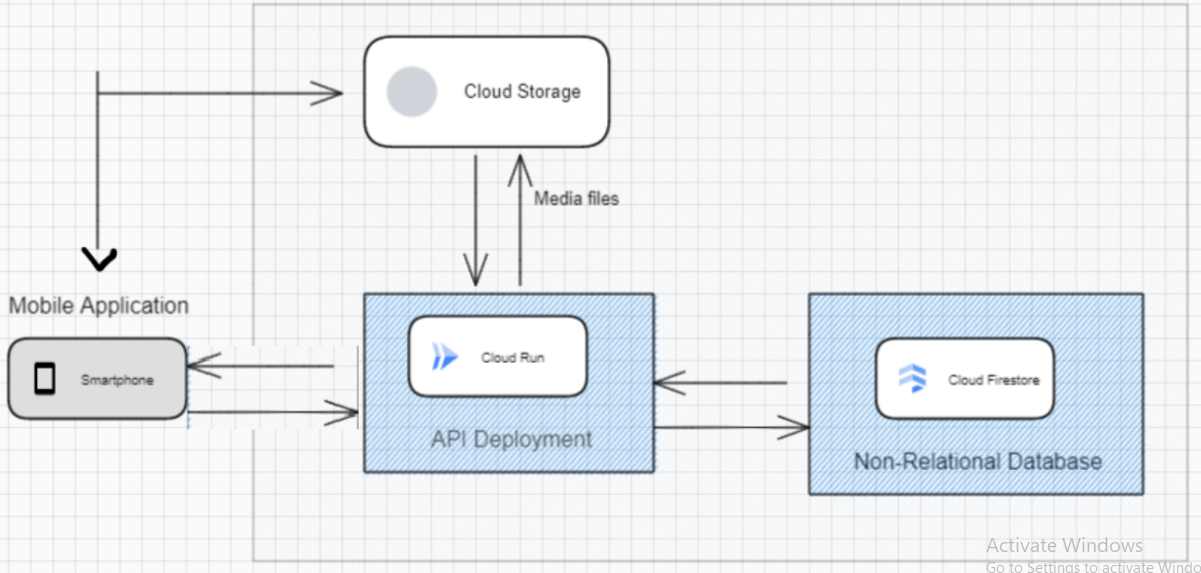 Cloud Storage
Media files
Mobile Application
Smartphone
Cloud Run
API Deployment
Cloud Firestore
Non-Relational Database
Activate Windows
Go to Settings to activate